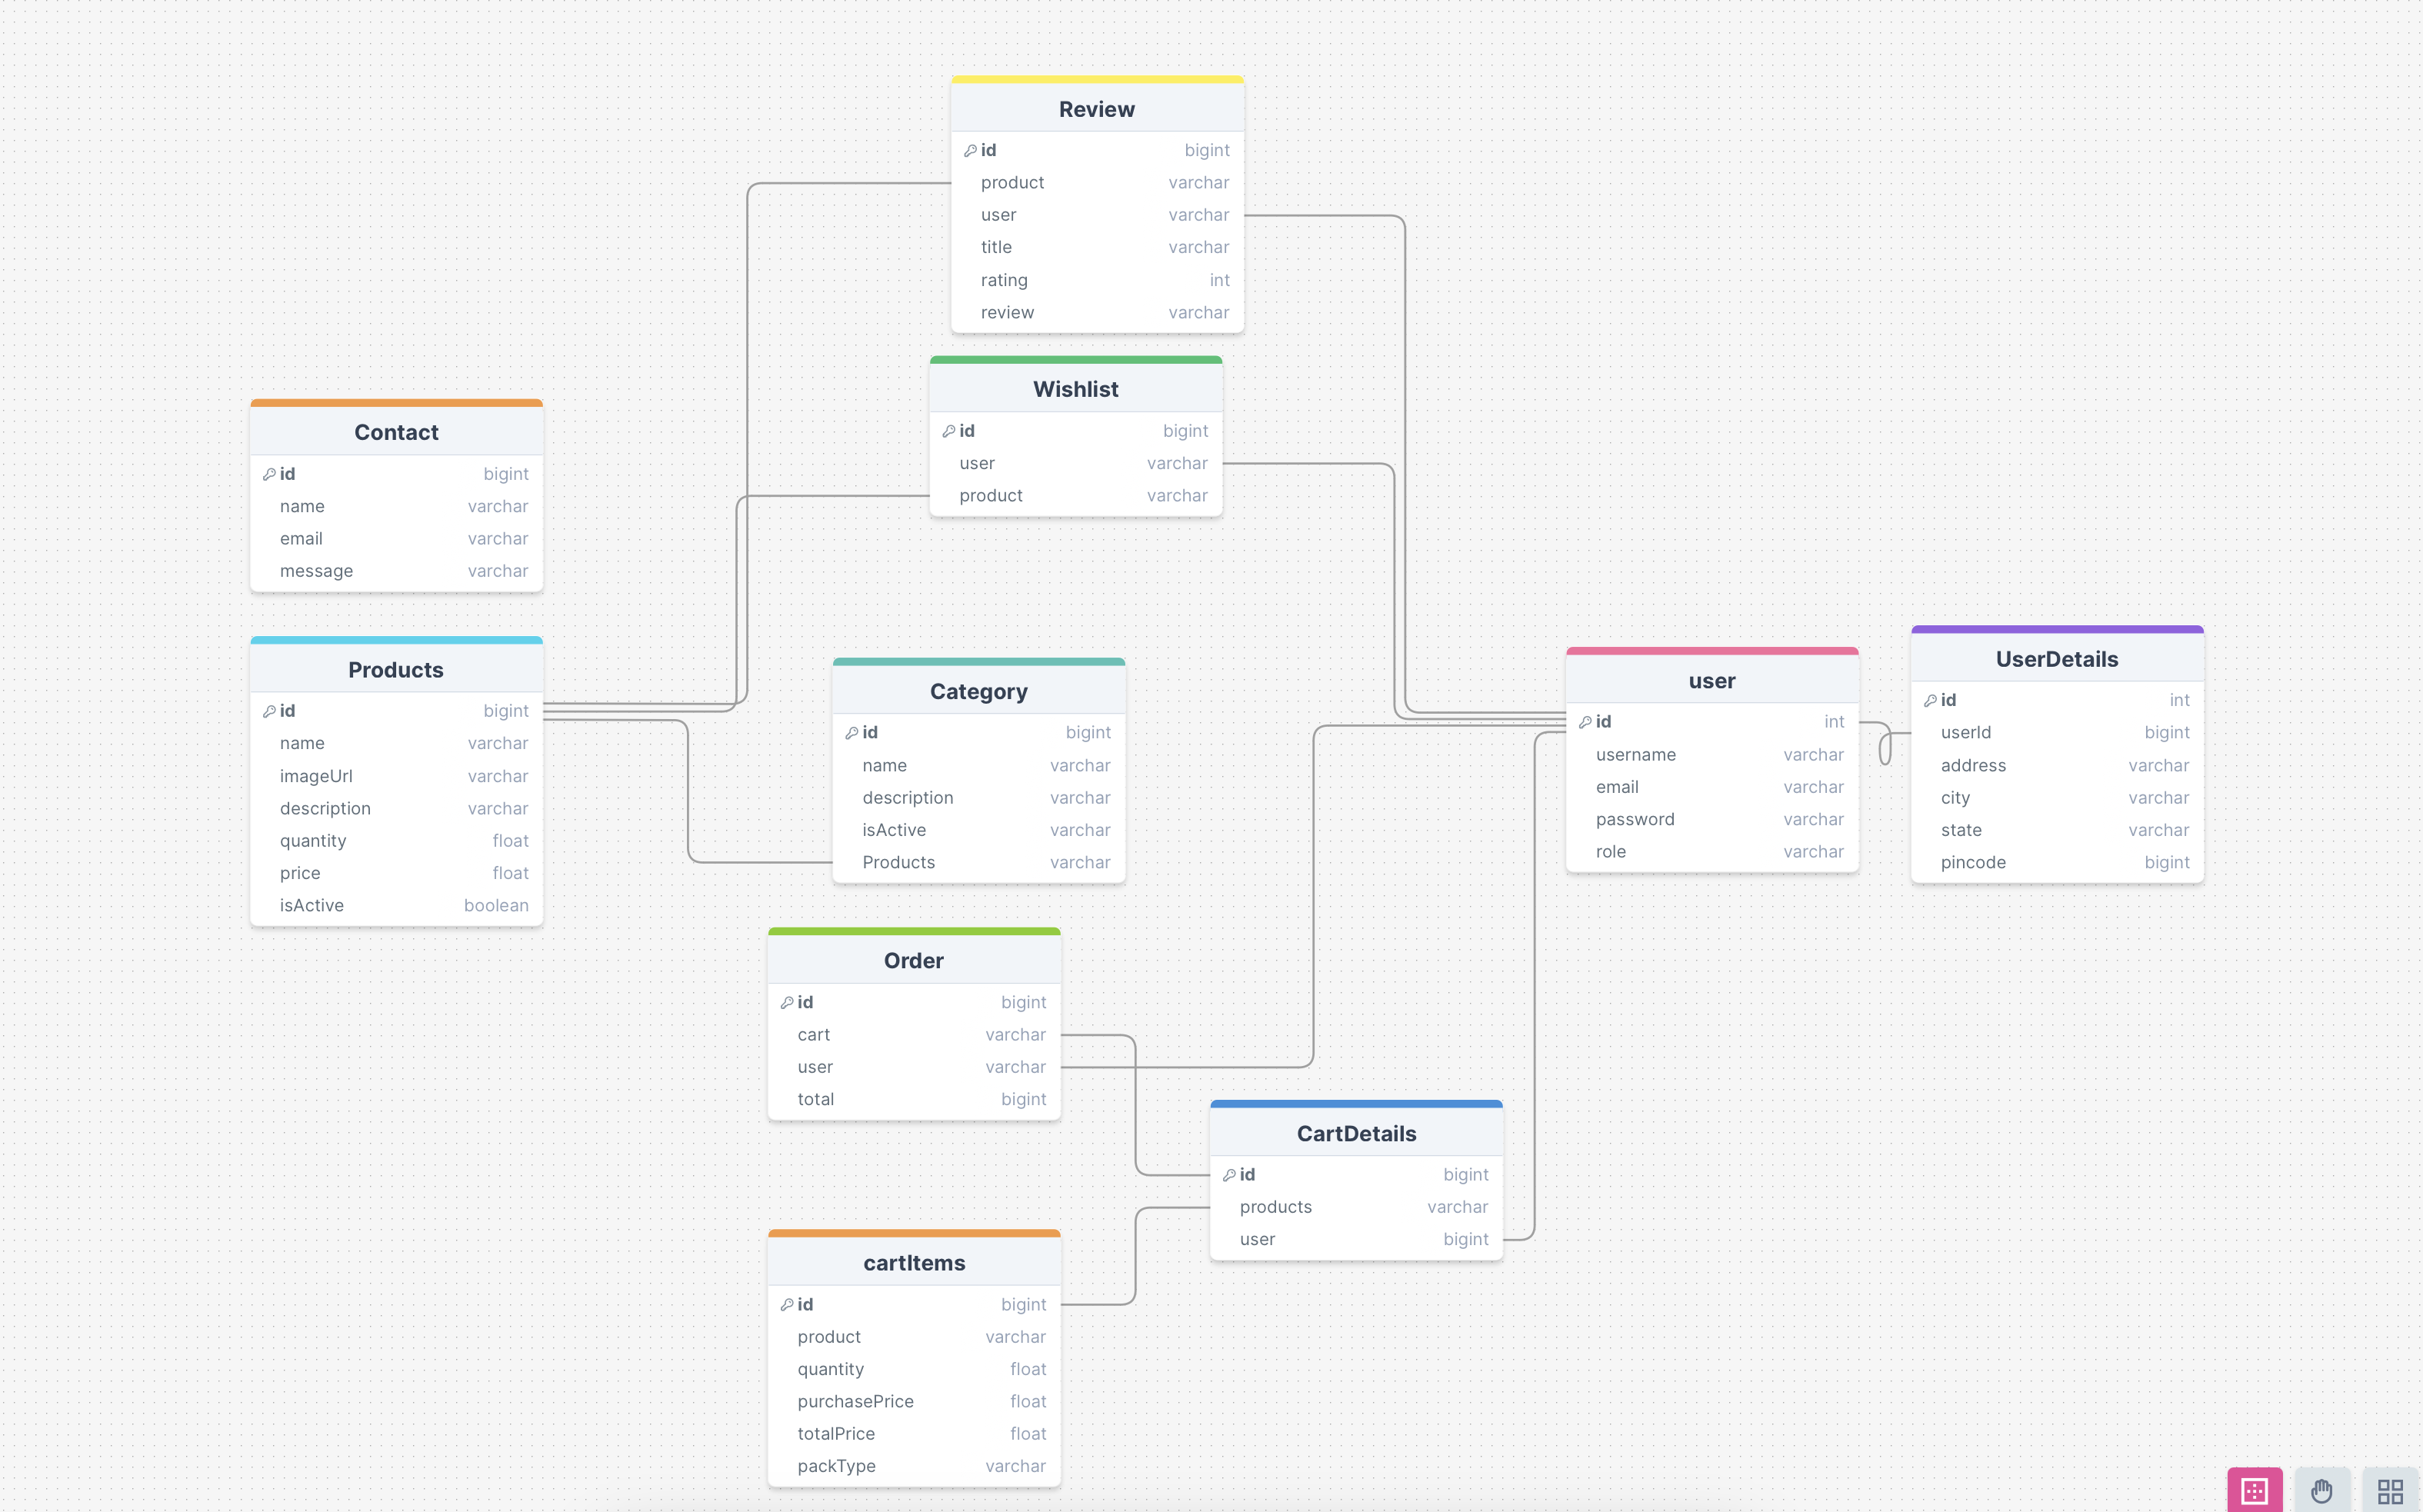 Review
id bigint
product varchar
user varchar
title varchar
rating int
review varchar
Wishlist
id bigint
user varchar
product varchar
Contact
id bigint
name varchar
email varchar
message varchar
Products
id bigint
name varchar
imageUrl varchar
description varchar
quantity float
price float
isActive boolean
Category
id bigint
name varchar
description varchar
isActive varchar
Products varchar
user
id int
username varchar
email varchar
password varchar
role varchar
UserDetails
id int
userId bigint
address varchar
city varchar
state varchar
pincode bigint
Order
id bigint
cart varchar
user varchar
total bigint
CartDetails
id bigint
products varchar
user bigint
cartItems
id bigint
product varchar
quantity float
purchasePrice float
totalPrice float
packType varchar